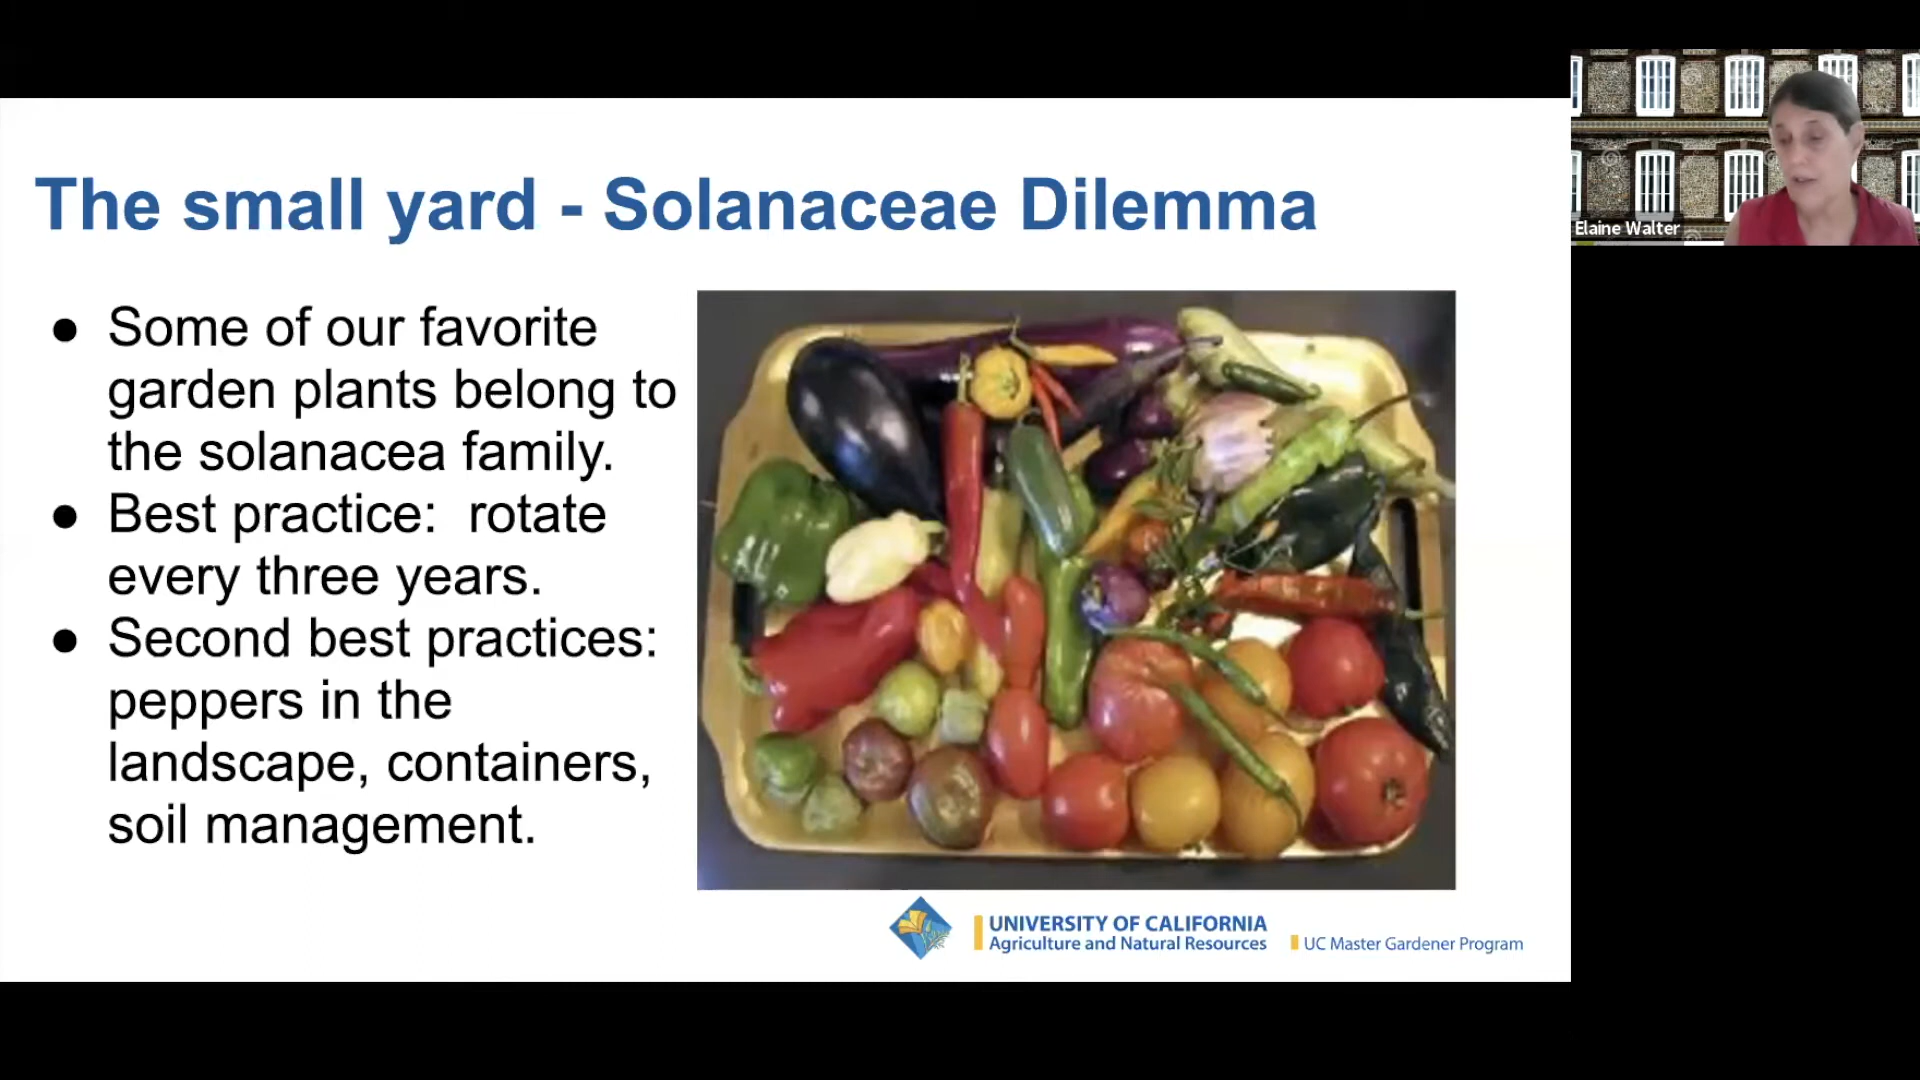 The small yard - Solanaceae Dilemma
● Some of our favorite
garden plants belong to
the solanacea family.
● Best practice:  rotate
every three years.
● Second best practices:
peppers in the
landscape, containers,
soil management.
UNIVERSITY OF CALIFORNIA
Agriculture and Natural Resources
UC Master Gardener Program
Elaine Walter